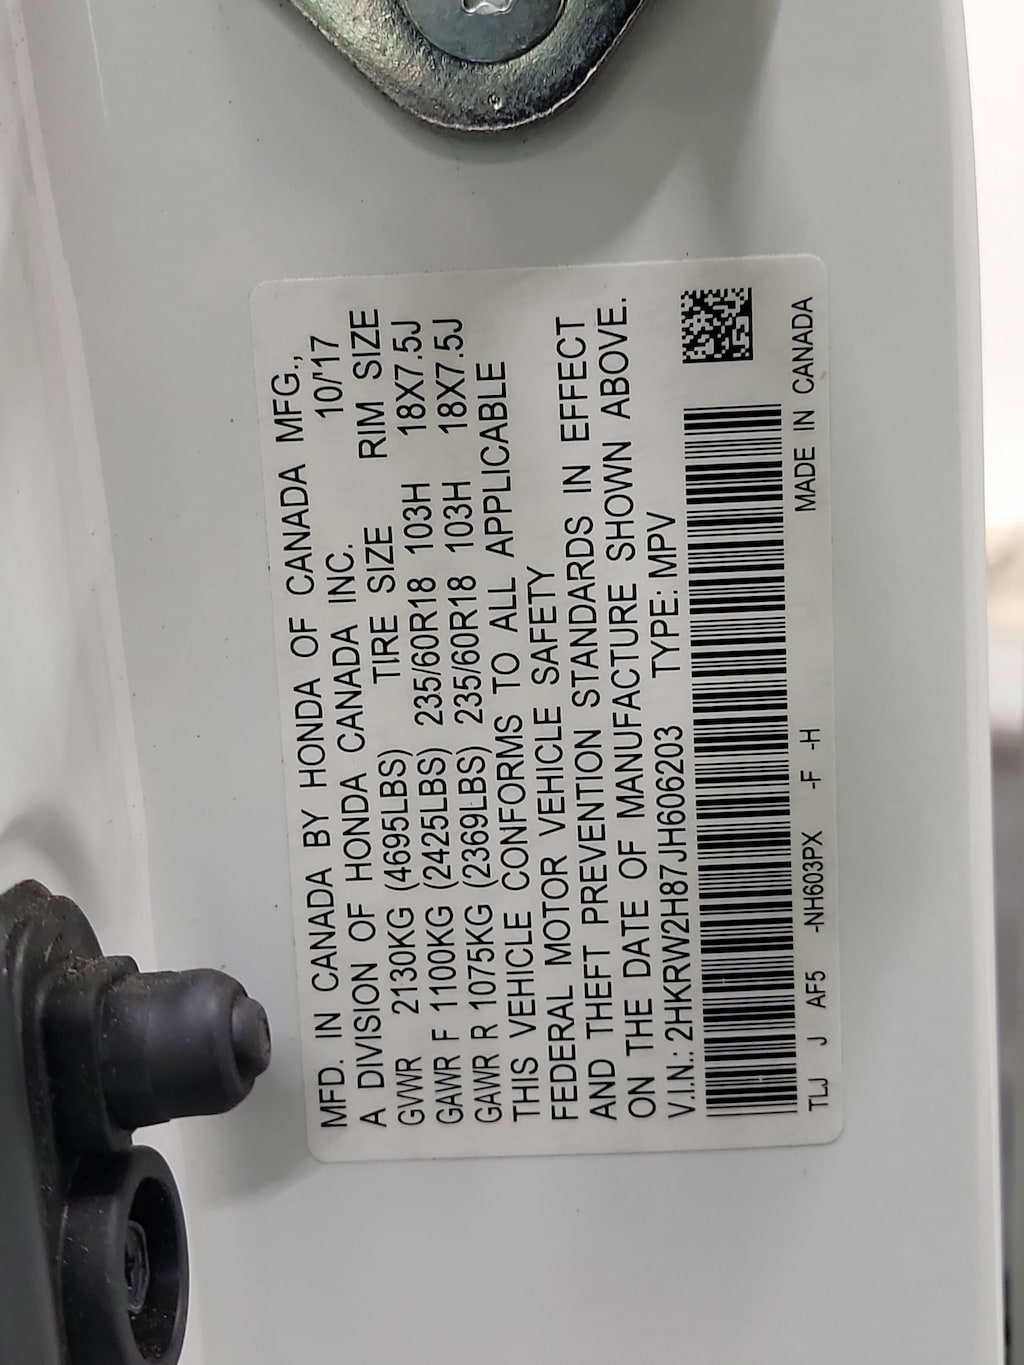 MFD. IN CANADA BY HONDA OF CANADA MFG.,
A DIVISION OF HONDA CANADA INC. 10/'17
TIRE SIZE RIM SIZE
GVWR 2130KG (4695LBS) 235/60R18 103H 18X7.5J
GAWR F 1100KG (2425LBS) 235/60R18 103H 18X7.5J
GAWR R 1075KG (2369LBS)
THIS VEHICLE CONFORMS TO ALL APPLICABLE
FEDERAL MOTOR VEHICLE SAFETY
AND THEFT PREVENTION STANDARDS IN EFFECT
ON THE DATE OF MANUFACTURE SHOWN ABOVE.
V.I.N.: 2HKRW2H87JH606203 TYPE: MPV
TLJ J AF5 -NH603PX -F -H MADE IN CANADA